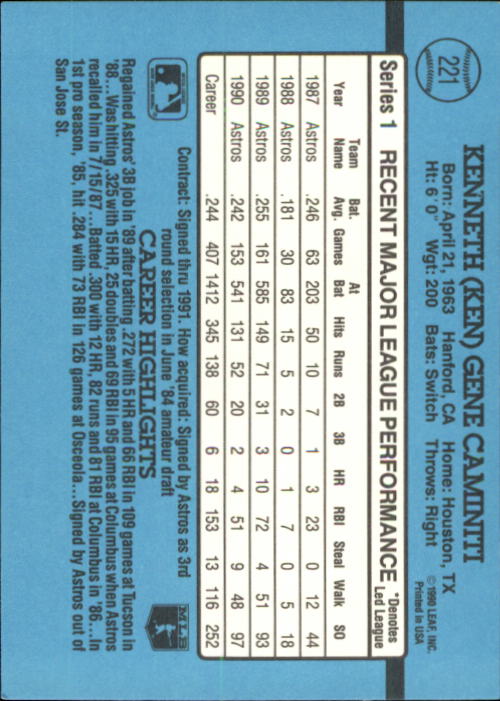 221
KENNETH (KEN) GENE CAMINITI
Born: April 21, 1963 Hanford, CA Home: Houston, TX
Ht: 6'0" Wgt: 200 Bats: Switch Throws: Right
© 1990 LEAF, INC.
Printed in USA
Series 1 RECENT MAJOR LEAGUE PERFORMANCE *Denotes Led League
Year Team Name Bat. Avg. Games At Bat Hits Runs 2B 3B HR RBI Steal Walk SO
1987 Astros .246 63 203 50 10 7 1 3 23 0 12 44
1988 Astros .181 30 83 15 5 2 0 1 7 0 5 18
1989 Astros .255 161 585 149 71 31 3 10 72 4 51 93
1990 Astros .242 153 541 131 52 20 2 4 51 9 48 97
Career .244 407 1412 345 138 60 6 18 153 13 116 252
Contract: Signed thru 1991. How acquired: Signed by Astros as 3rd
round selection in June '84 amateur draft
CAREER HIGHLIGHTS
MLB
Regained Astros' 3B job in '89 after batting .272 with 5 HR and 66 RBI in 109 games at Tucson in
'88...Was hitting .325 with 15 HR, 25 doubles and 69 RBI in 95 games at Columbus when Astros
recalled him in 7/15/87...Batted .300 with 12 HR, 82 runs and 81 RBI at Columbus in '86...In
1st pro season, '85, hit .284 with 73 RBI in 126 games at Osceola...Signed by Astros out of
San Jose St.